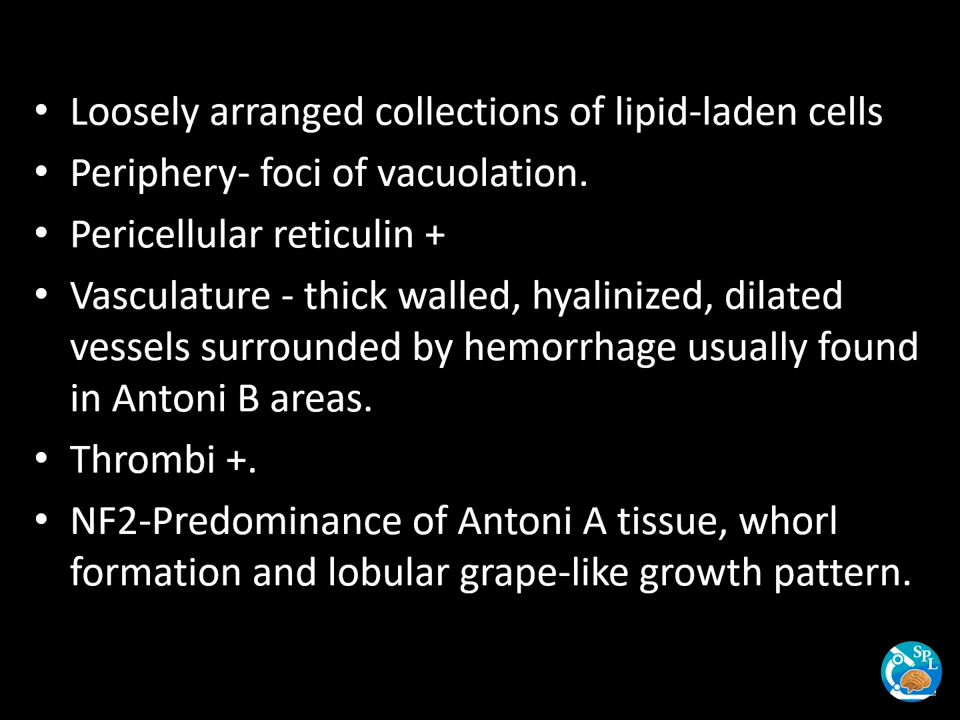 • Loosely arranged collections of lipid-laden cells
• Periphery- foci of vacuolation.
• Pericellular reticulin +
• Vasculature - thick walled, hyalinized, dilated
vessels surrounded by hemorrhage usually found
in Antoni B areas.
• Thrombi +.
• NF2-Predominance of Antoni A tissue, whorl
formation and lobular grape-like growth pattern.
SPL